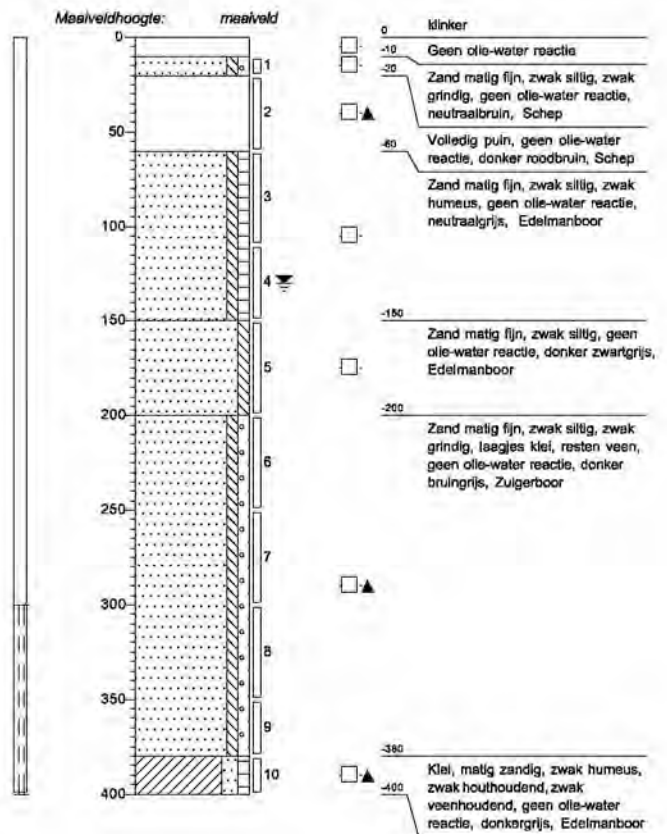 Maaiveldhoogte: maaiveld
0
50
100
150
200
250
300
350
400
1
2
3
4
5
6
7
8
9
10
0
klinker
-10
Geen olie-water reactie
-20
Zand matig fijn, zwak siltig, zwak
grindig, geen olie-water reactie,
neutraalbruin, Schep
Volledig puin, geen olie-water
-60
reactie, donker roodbruin, Schep
Zand matig fijn, zwak siltig, zwak
humeus, geen olie-water reactie,
neutraalgrijs, Edelmanboor
-150
Zand matig fijn, zwak siltig, geen
olie-water reactie, donker zwartgrijs,
Edelmanboor
-200
Zand matig fijn, zwak siltig, zwak
grindig, laagjes klei, resten veen,
geen olie-water reactie, donker
bruingrijs, Zuigerboor
-380
Klei, matig zandig, zwak humeus,
zwak houthoudend, zwak
-400
veenhoudend, geen olie-water
reactie, donkergrijs, Edelmanboor